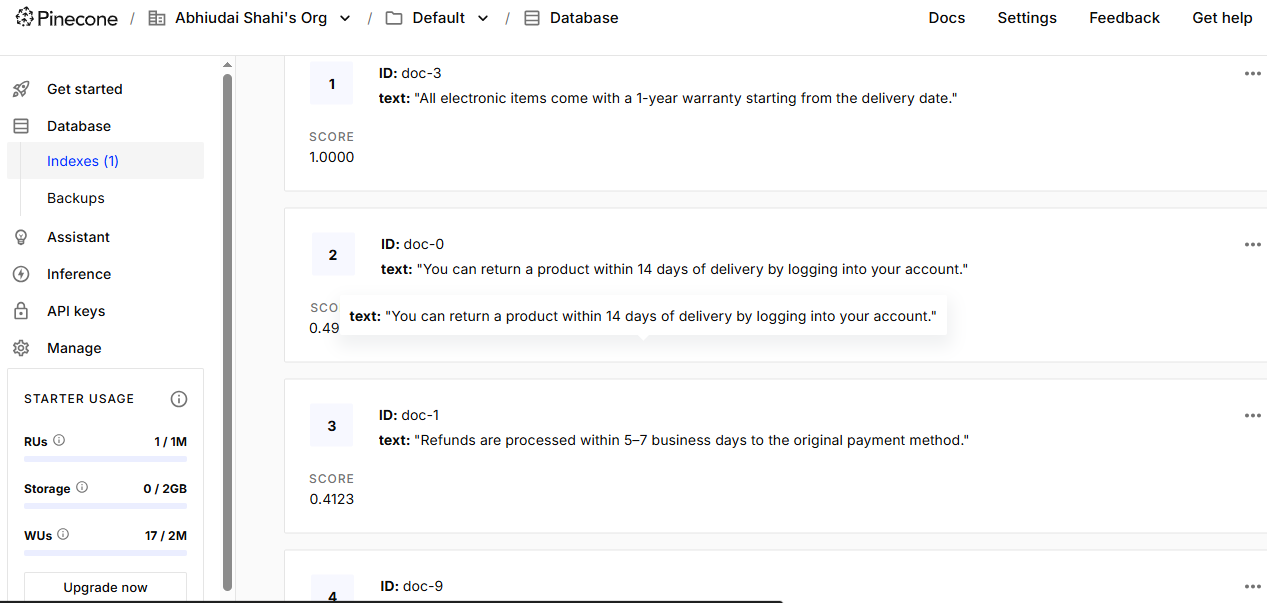 Pinecone / Abhiudai Shahi's Org / Default / Database Docs Settings Feedback Get help
Get started
Database
Indexes (1)
Backups
Assistant
Inference
API keys
Manage
STARTER USAGE
RUs 1 / 1M
Storage 0 / 2GB
WUs 17 / 2M
Upgrade now
1
ID: doc-3
text: "All electronic items come with a 1-year warranty starting from the delivery date."
SCORE
1.0000
2
ID: doc-0
text: "You can return a product within 14 days of delivery by logging into your account."
SCO
0.49
text: "You can return a product within 14 days of delivery by logging into your account."
3
ID: doc-1
text: "Refunds are processed within 5–7 business days to the original payment method."
SCORE
0.4123
4
ID: doc-9